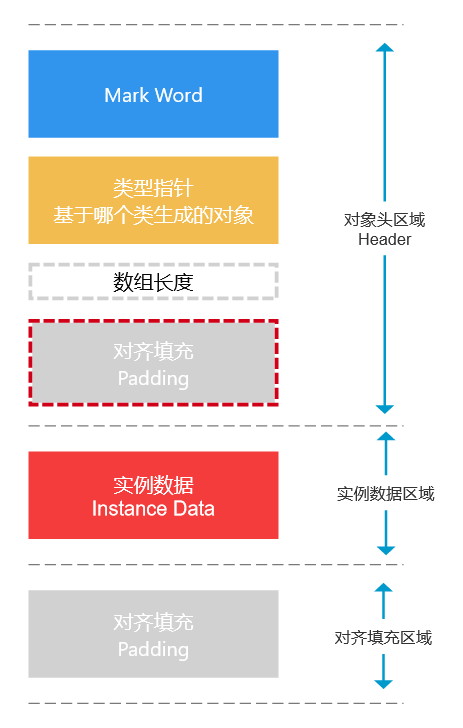 Mark Word
类型指针
基于哪个类生成的对象
对象头区域
Header
数组长度
对齐填充
Padding
实例数据
Instance Data
实例数据区域
对齐填充
Padding
对齐填充区域